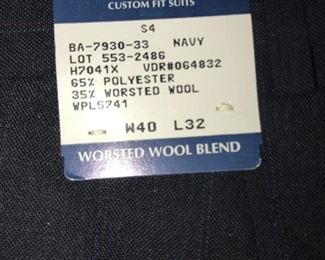 CUSTOM FIT SUITS
S4
BA-7930-33 NAVY
LOT 553-2486
H7041X VDR#064832
65% POLYESTER
35% WORSTED WOOL
WPL5741
W40 L32
WORSTED WOOL BLEND